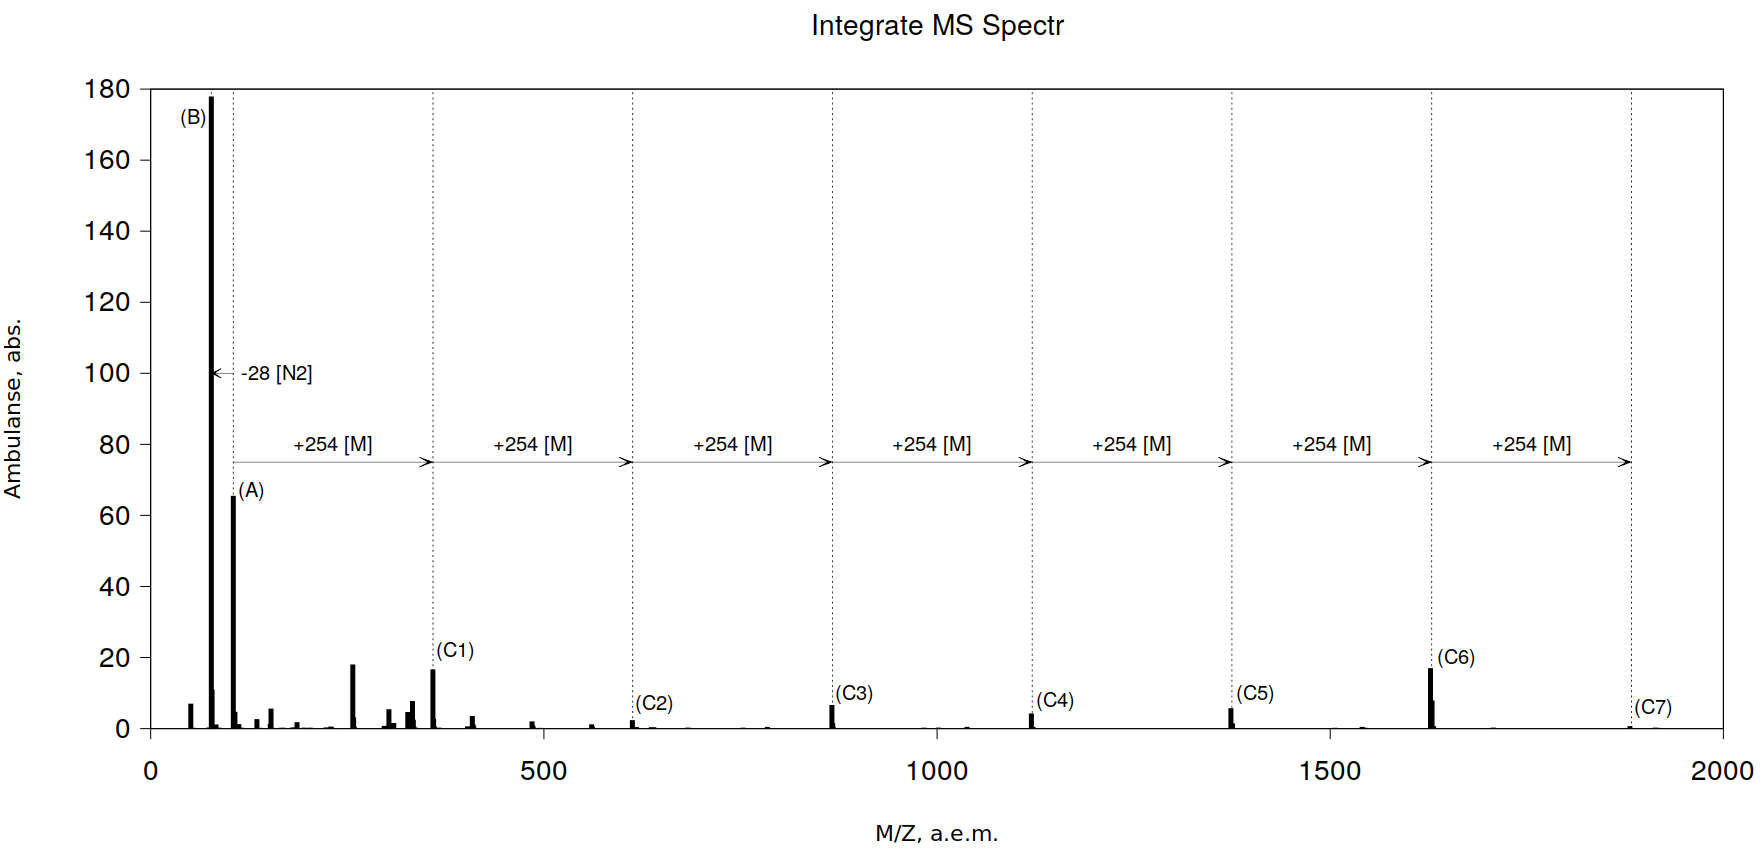 Integrate MS Spectr
180
(B)
160
140
120
100
-28 [N2]
80
+254 [M] +254 [M] +254 [M] +254 [M] +254 [M] +254 [M] +254 [M]
(A)
60
40
20
(C1)
(C6)
(C2)
(C3)
(C4)
(C5)
(C7)
0
0 500 1000 1500 2000
M/Z, a.e.m.
Ambulanse, abs.